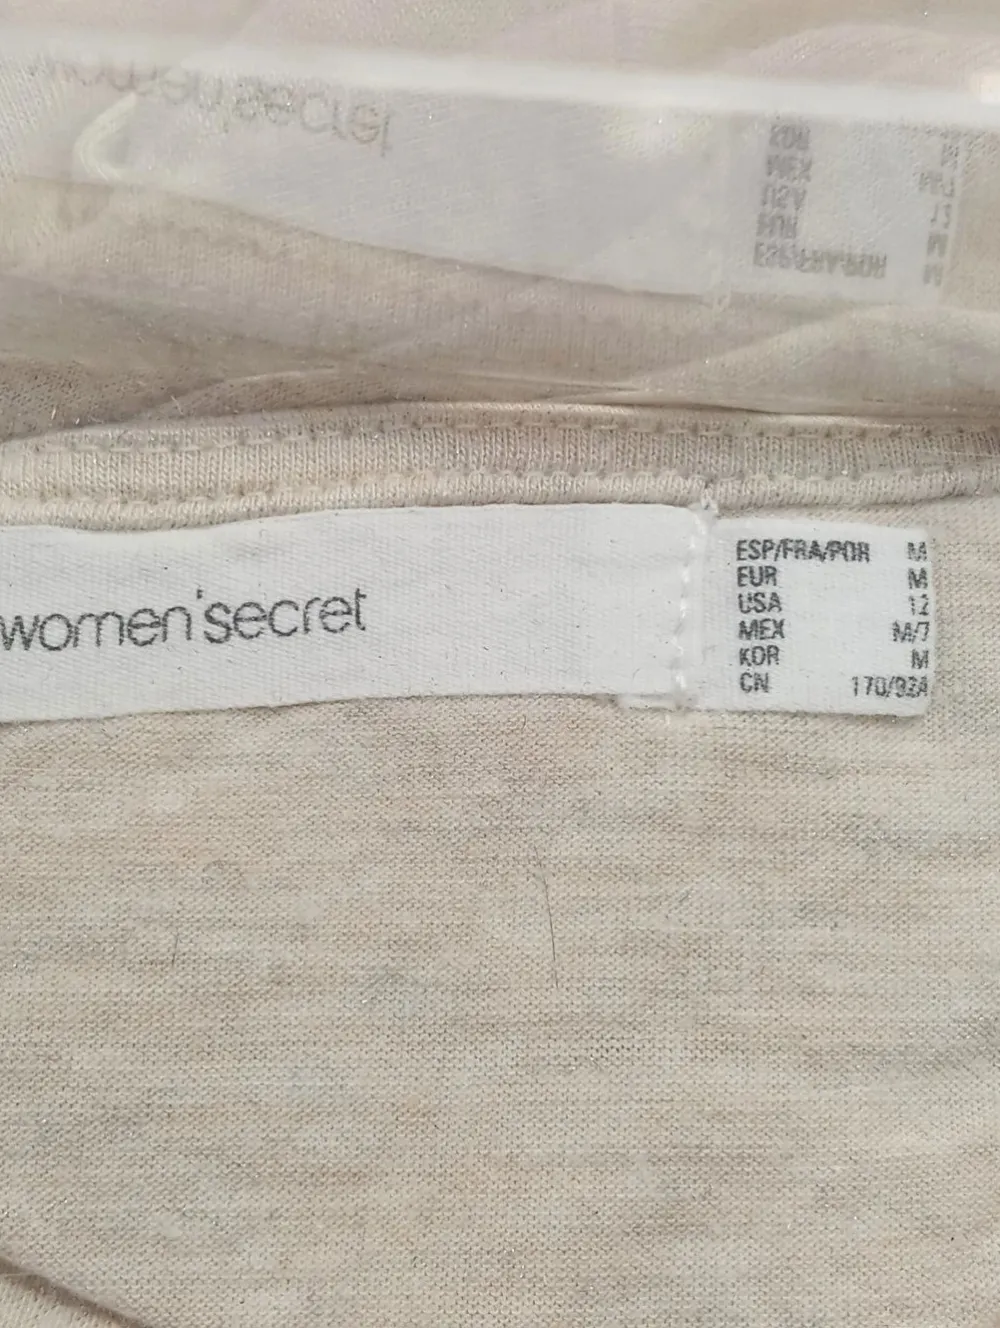 women'secret
ESP/FRA/POR M
EUR M
USA 12
MEX M/7
KOR M
CN 170/92A